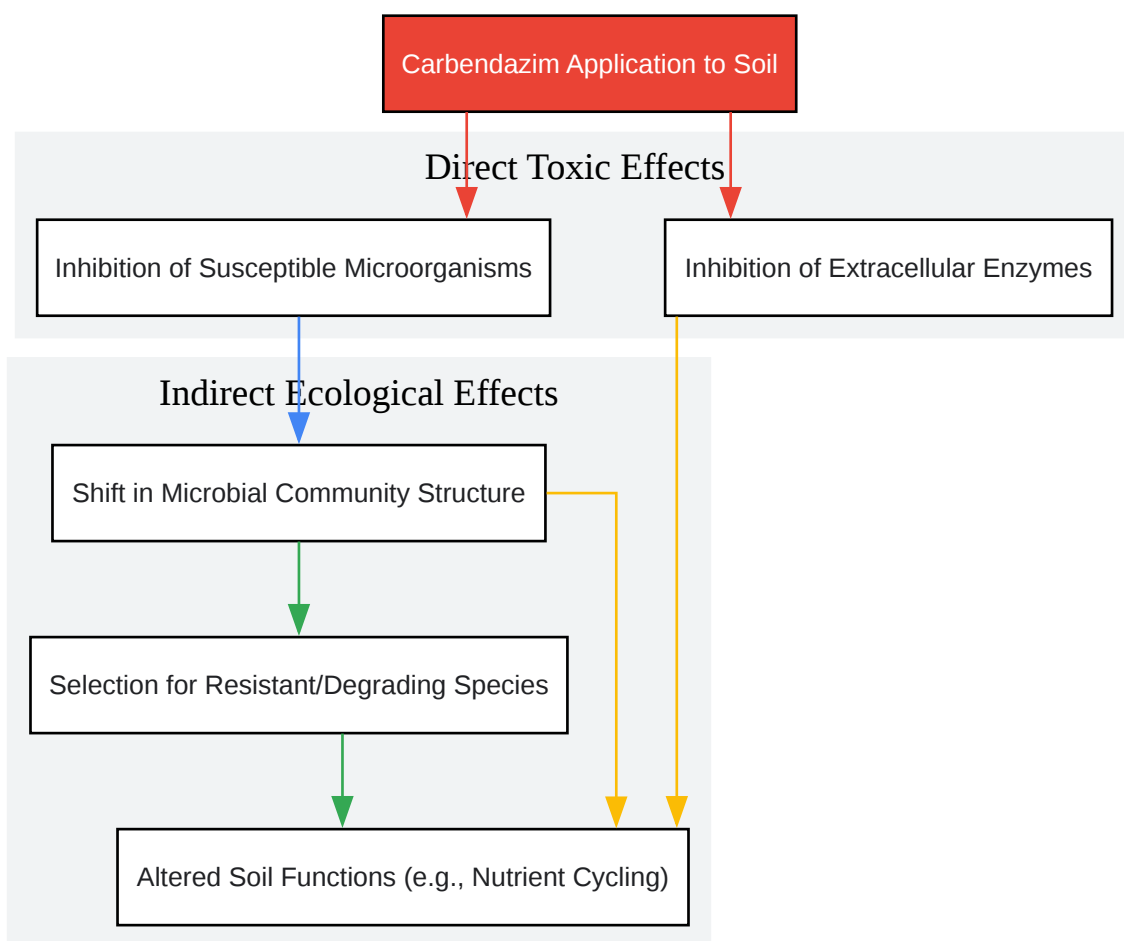 Carbendazim Application to Soil
Direct Toxic Effects
Inhibition of Susceptible Microorganisms
Inhibition of Extracellular Enzymes
Indirect Ecological Effects
Shift in Microbial Community Structure
Selection for Resistant/Degrading Species
Altered Soil Functions (e.g., Nutrient Cycling)